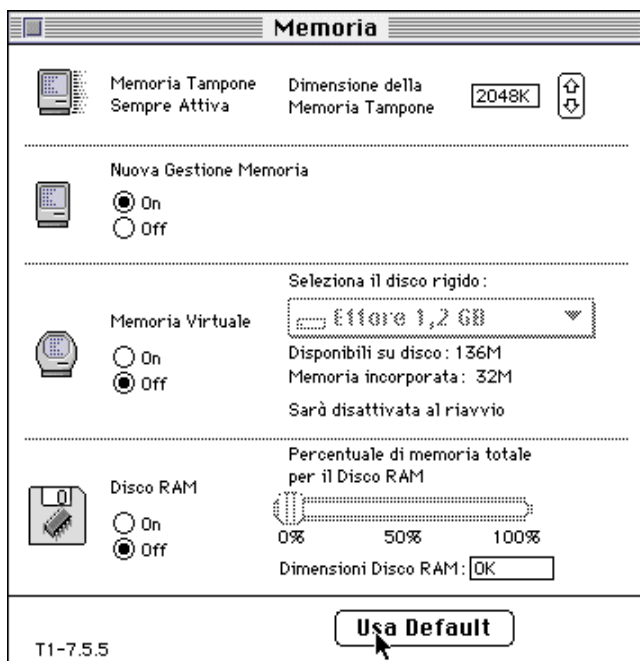 Memoria
Memoria Tampone
Sempre Attiva
Dimensione della
Memoria Tampone
2048K
Nuova Gestione Memoria
On
Off
Memoria Virtuale
On
Off
Seleziona il disco rigido:
Ettore 1,2 GB
Disponibili su disco: 136M
Memoria incorporata: 32M
Sarà disattivata al riavvio
Disco RAM
On
Off
Percentuale di memoria totale
per il Disco RAM
0% 50% 100%
Dimensioni Disco RAM: 0K
Usa Default
T1-7.5.5